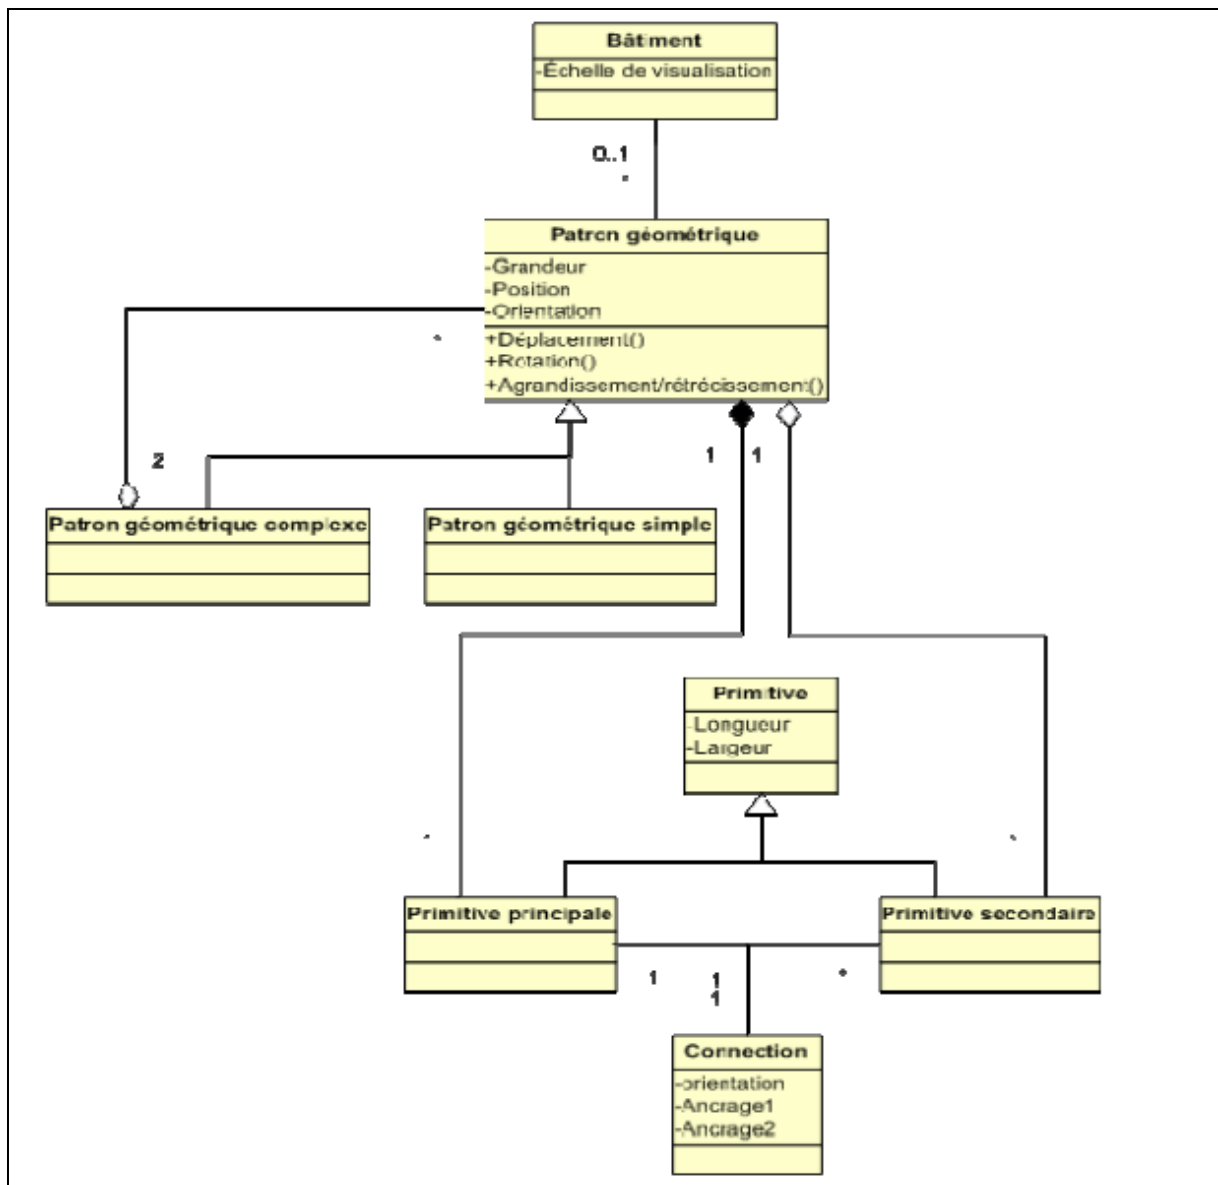 Bâtiment
-Échelle de visualisation
0..1
*
Patron géométrique
-Grandeur
-Position
-Orientation
+Déplacement()
+Rotation()
+Agrandissement/rétrécissement()
*
2
1
1
Patron géométrique complexe
Patron géométrique simple
Primitive
-Longueur
-Largeur
*
*
Primitive principale
Primitive secondaire
1
1
*
1
Connection
-orientation
-Ancrage1
-Ancrage2